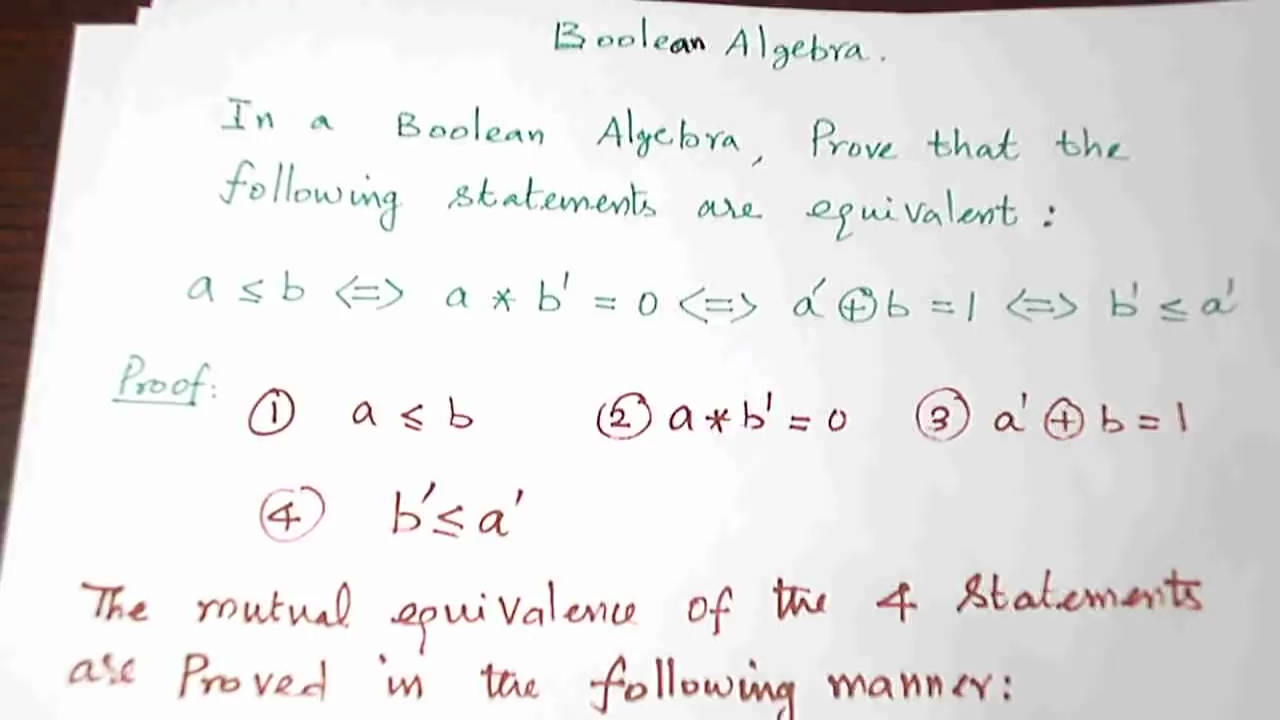 Boolean Algebra.
In a Boolean Algebra, Prove that the
following statements are equivalent :
a ≤ b <=> a * b' = 0 <=> a' ⊕ b = 1 <=> b' ≤ a'
Proof: ① a ≤ b ② a * b' = 0 ③ a' ⊕ b = 1
④ b' ≤ a'
The mutual equivalence of the 4 statements
are Proved in the following manner: